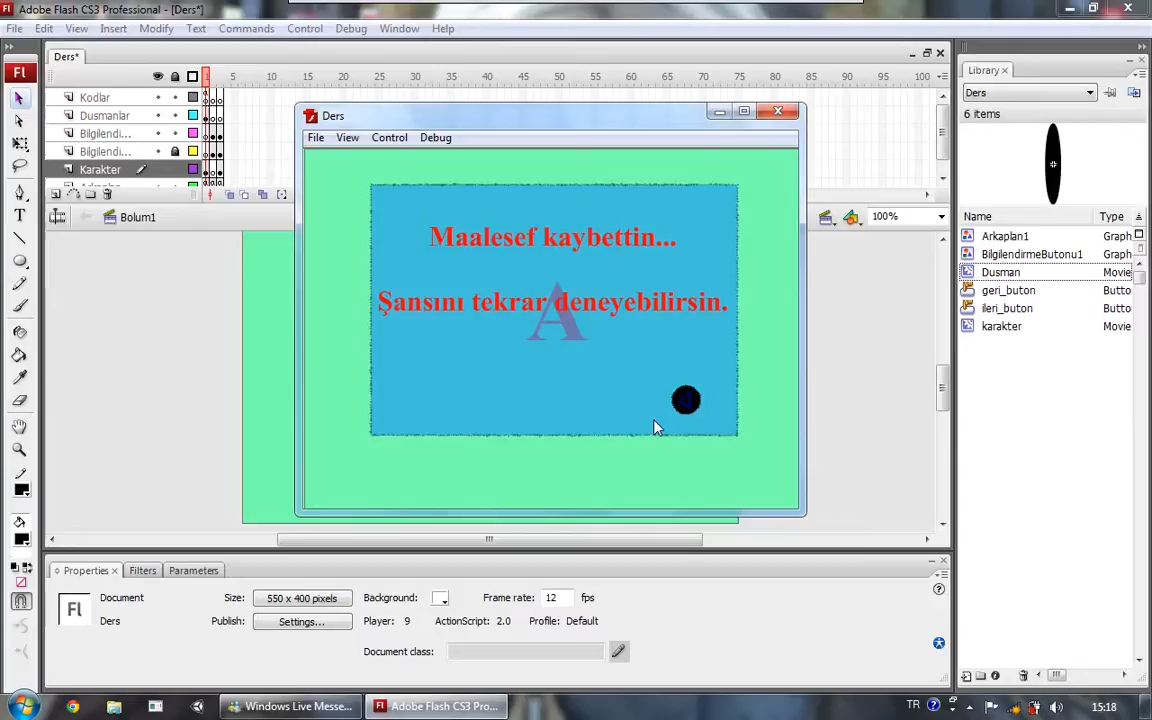 Adobe Flash CS3 Professional - [Ders*]
File Edit View Insert Modify Text Commands Control Debug Window Help
Ders*
1 5 10 15 20 25 30 35 40 45 50 55 60 65 70 75 80 85 90 95 100
Kodlar
Dusmanlar
Bilgilendi...
Bilgilendi...
Karakter
Bolum1
100%
Ders
File View Control Debug
Maalesef kaybettin...
Şansını tekrar deneyebilirsin.
A
Fl
Library
Ders
6 items
Name Type
Arkaplan1 Graph
BilgilendirmeButonu1 Graph
Dusman Movie
geri_buton Butto
ileri_buton Butto
karakter Movie
Properties Filters Parameters
Fl
Document
Ders
Size: 550 x 400 pixels Background: Frame rate: 12 fps
Publish: Settings... Player: 9 ActionScript: 2.0 Profile: Default
Document class:
Windows Live Messe...
Fl Adobe Flash CS3 Pro...
TR
15:18